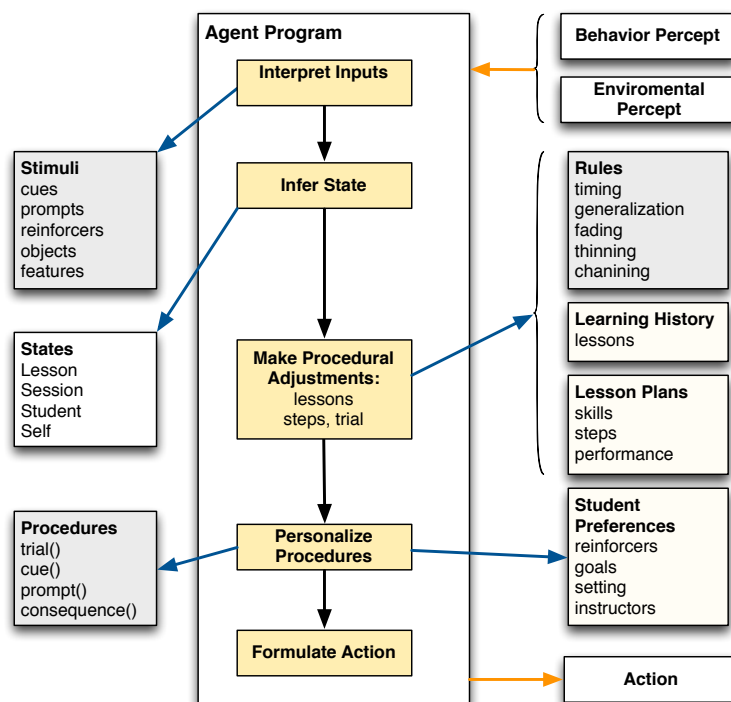 Agent Program
Interpret Inputs
Infer State
Make Procedural
Adjustments:
lessons
steps, trial
Personalize
Procedures
Formulate Action
Stimuli
cues
prompts
reinforcers
objects
features
States
Lesson
Session
Student
Self
Procedures
trial()
cue()
prompt()
consequence()
Behavior Percept
Enviromental
Percept
Rules
timing
generalization
fading
thinning
chanining
Learning History
lessons
Lesson Plans
skills
steps
performance
Student
Preferences
reinforcers
goals
setting
instructors
Action